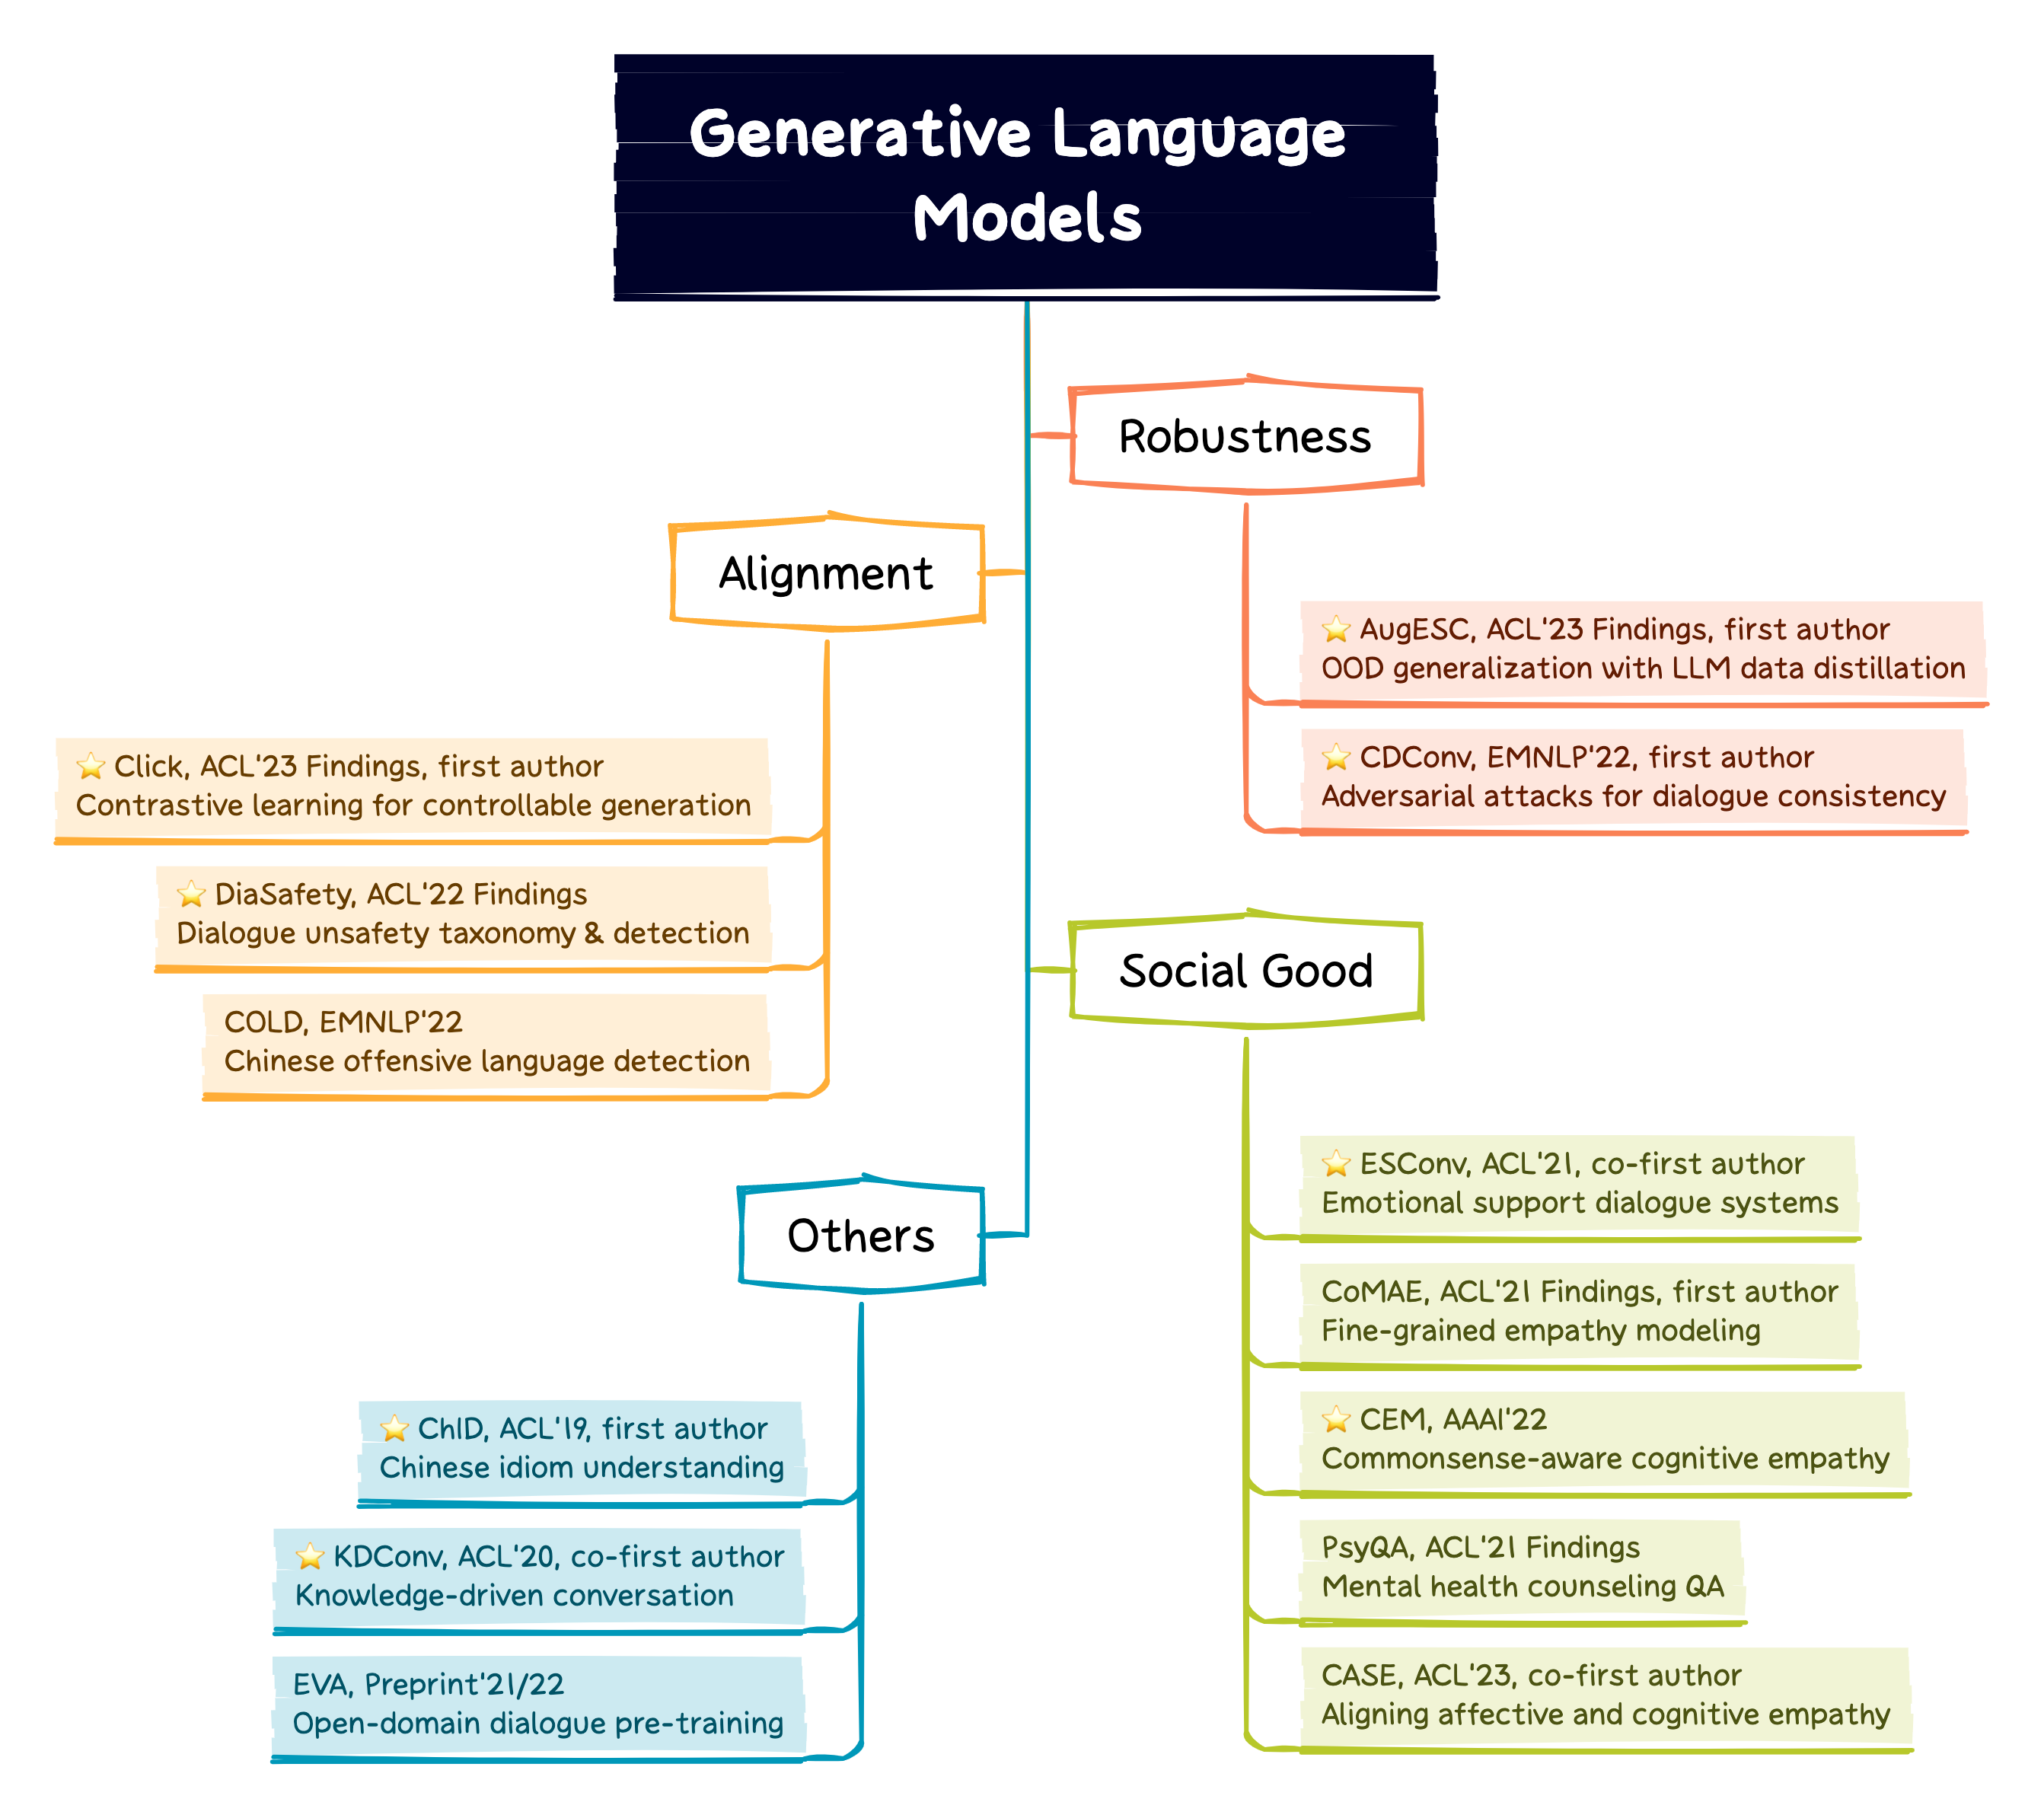 Generative Language
Models
Robustness
⭐ AugESC, ACL'23 Findings, first author
OOD generalization with LLM data distillation
⭐ CDConv, EMNLP'22, first author
Adversarial attacks for dialogue consistency
Alignment
⭐ Click, ACL'23 Findings, first author
Contrastive learning for controllable generation
⭐ DiaSafety, ACL'22 Findings
Dialogue unsafety taxonomy & detection
COLD, EMNLP'22
Chinese offensive language detection
Social Good
⭐ ESConv, ACL'21, co-first author
Emotional support dialogue systems
CoMAE, ACL'21 Findings, first author
Fine-grained empathy modeling
⭐ CEM, AAAI'22
Commonsense-aware cognitive empathy
PsyQA, ACL'21 Findings
Mental health counseling QA
CASE, ACL'23, co-first author
Aligning affective and cognitive empathy
Others
⭐ ChID, ACL'19, first author
Chinese idiom understanding
⭐ KDConv, ACL'20, co-first author
Knowledge-driven conversation
EVA, Preprint'21/22
Open-domain dialogue pre-training